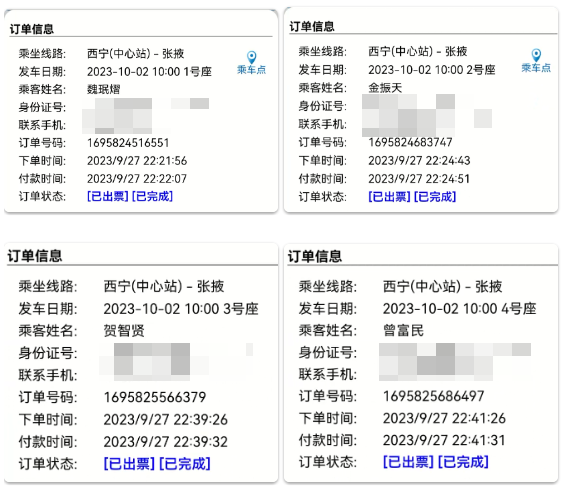 订单信息
乘坐线路: 西宁(中心站) - 张掖
发车日期: 2023-10-02 10:00 1号座
乘车点
乘客姓名: 魏珉熠
身份证号:
联系手机:
订单号码: 1695824516551
下单时间: 2023/9/27 22:21:56
付款时间: 2023/9/27 22:22:07
订单状态: [已出票] [已完成]
订单信息
乘坐线路: 西宁(中心站) - 张掖
发车日期: 2023-10-02 10:00 2号座
乘车点
乘客姓名: 金振天
身份证号:
联系手机:
订单号码: 1695824683747
下单时间: 2023/9/27 22:24:43
付款时间: 2023/9/27 22:24:51
订单状态: [已出票] [已完成]
订单信息
乘坐线路: 西宁(中心站) - 张掖
发车日期: 2023-10-02 10:00 3号座
乘客姓名: 贺智贤
身份证号:
联系手机:
订单号码: 1695825566379
下单时间: 2023/9/27 22:39:26
付款时间: 2023/9/27 22:39:32
订单状态: [已出票] [已完成]
订单信息
乘坐线路: 西宁(中心站) - 张掖
发车日期: 2023-10-02 10:00 4号座
乘客姓名: 曾富民
身份证号:
联系手机:
订单号码: 1695825686497
下单时间: 2023/9/27 22:41:26
付款时间: 2023/9/27 22:41:31
订单状态: [已出票] [已完成]